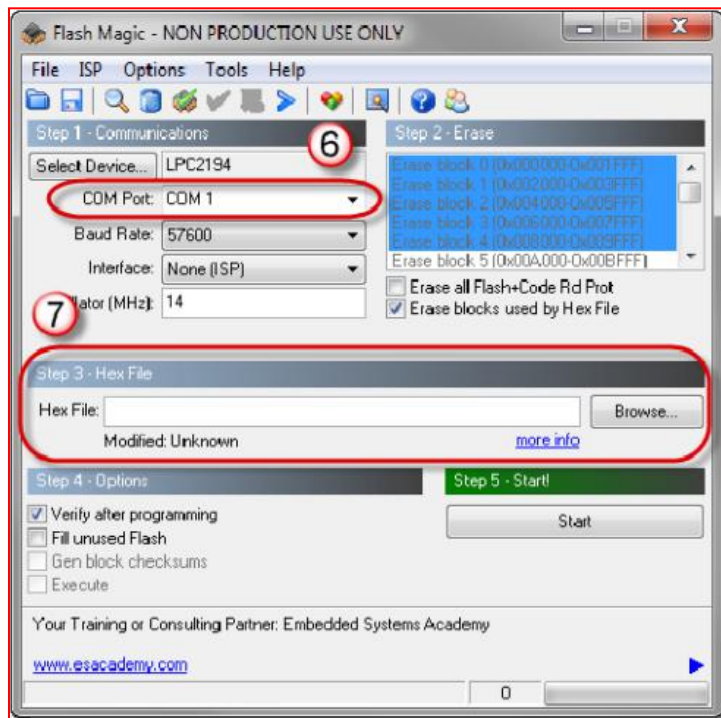 Flash Magic - NON PRODUCTION USE ONLY
File ISP Options Tools Help
Step 1 - Communications
6
Step 2 - Erase
Select Device... LPC2194
COM Port: COM 1
Baud Rate: 57600
Interface: None (ISP)
llator (MHz): 14
7
Erase block 0 (0x000000-0x001FFF)
Erase block 1 (0x002000-0x003FFF)
Erase block 2 (0x004000-0x005FFF)
Erase block 3 (0x006000-0x007FFF)
Erase block 4 (0x008000-0x009FFF)
Erase block 5 (0x00A000-0x00BFFF)
Erase all Flash+Code Rd Prot
Erase blocks used by Hex File
Step 3 - Hex File
Hex File: Browse...
Modified: Unknown more info
Step 4 - Options
Verify after programming
Fill unused Flash
Gen block checksums
Execute
Step 5 - Start!
Start
Your Training or Consulting Partner: Embedded Systems Academy
www.esacademy.com
0